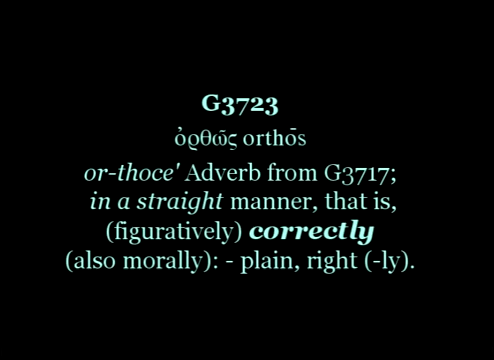 G3723
ὀρθῶς orthōs
or-thoce' Adverb from G3717;
in a straight manner, that is,
(figuratively) correctly
(also morally): - plain, right (-ly).